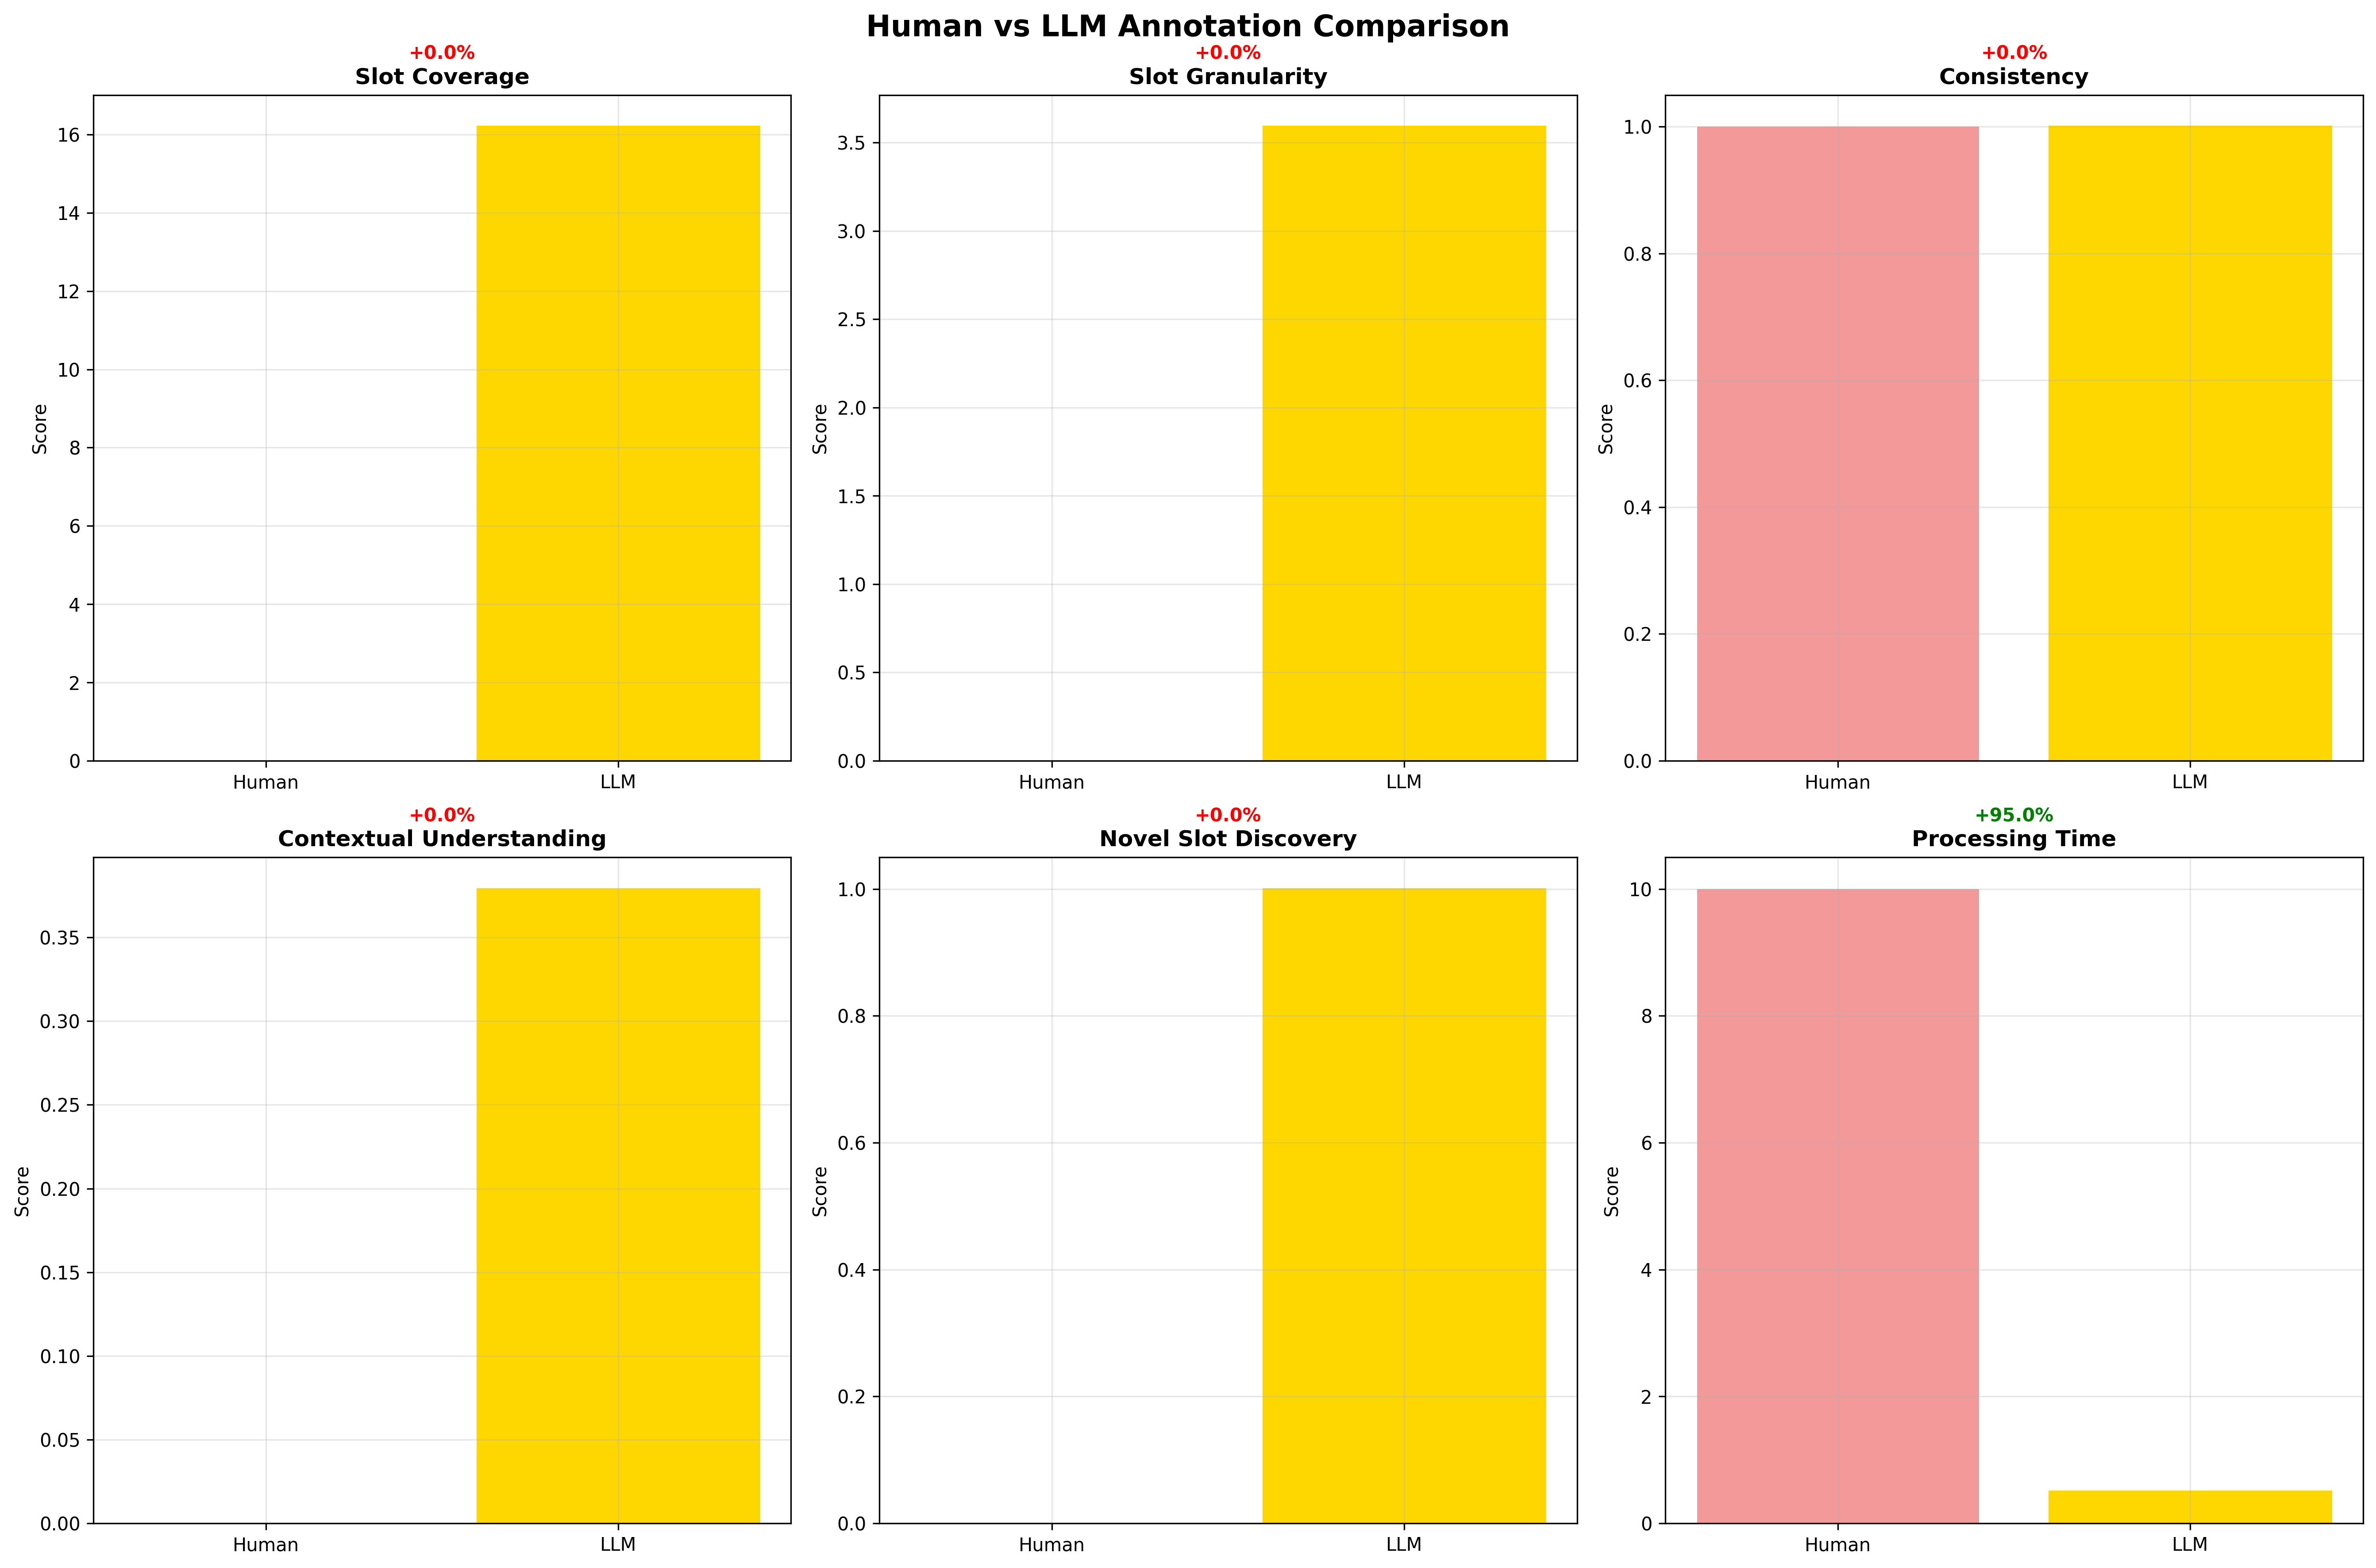 Human vs LLM Annotation Comparison
+0.0%
Slot Coverage
16
14
12
10
8
6
4
2
0
Score
Human
LLM
+0.0%
Slot Granularity
3.5
3.0
2.5
2.0
1.5
1.0
0.5
0.0
Score
Human
LLM
+0.0%
Consistency
1.0
0.8
0.6
0.4
0.2
0.0
Score
Human
LLM
+0.0%
Contextual Understanding
0.35
0.30
0.25
0.20
0.15
0.10
0.05
0.00
Score
Human
LLM
+0.0%
Novel Slot Discovery
1.0
0.8
0.6
0.4
0.2
0.0
Score
Human
LLM
+95.0%
Processing Time
10
8
6
4
2
0
Score
Human
LLM